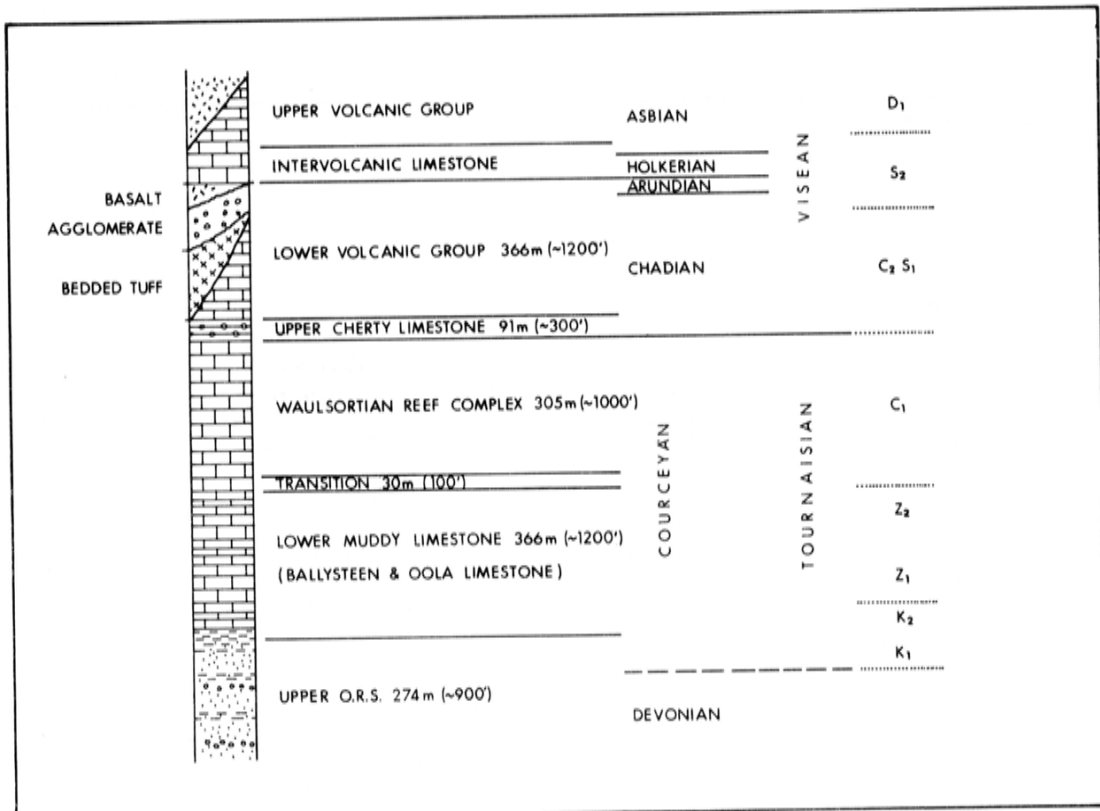 UPPER VOLCANIC GROUP
ASBIAN
D₁
INTERVOLCANIC LIMESTONE
HOLKERIAN
ARUNDIAN
VISEAN
S₂
BASALT
AGGLOMERATE
BEDDED TUFF
LOWER VOLCANIC GROUP 366m (~1200')
CHADIAN
C₂ S₁
UPPER CHERTY LIMESTONE 91m (~300')
WAULSORTIAN REEF COMPLEX 305m (~1000')
C₁
TRANSITION 30m (100')
COURCEYAN
TOURNAISIAN
Z₂
LOWER MUDDY LIMESTONE 366m (~1200')
(BALLYSTEEN & OOLA LIMESTONE)
Z₁
K₂
K₁
UPPER O.R.S. 274m (~900')
DEVONIAN